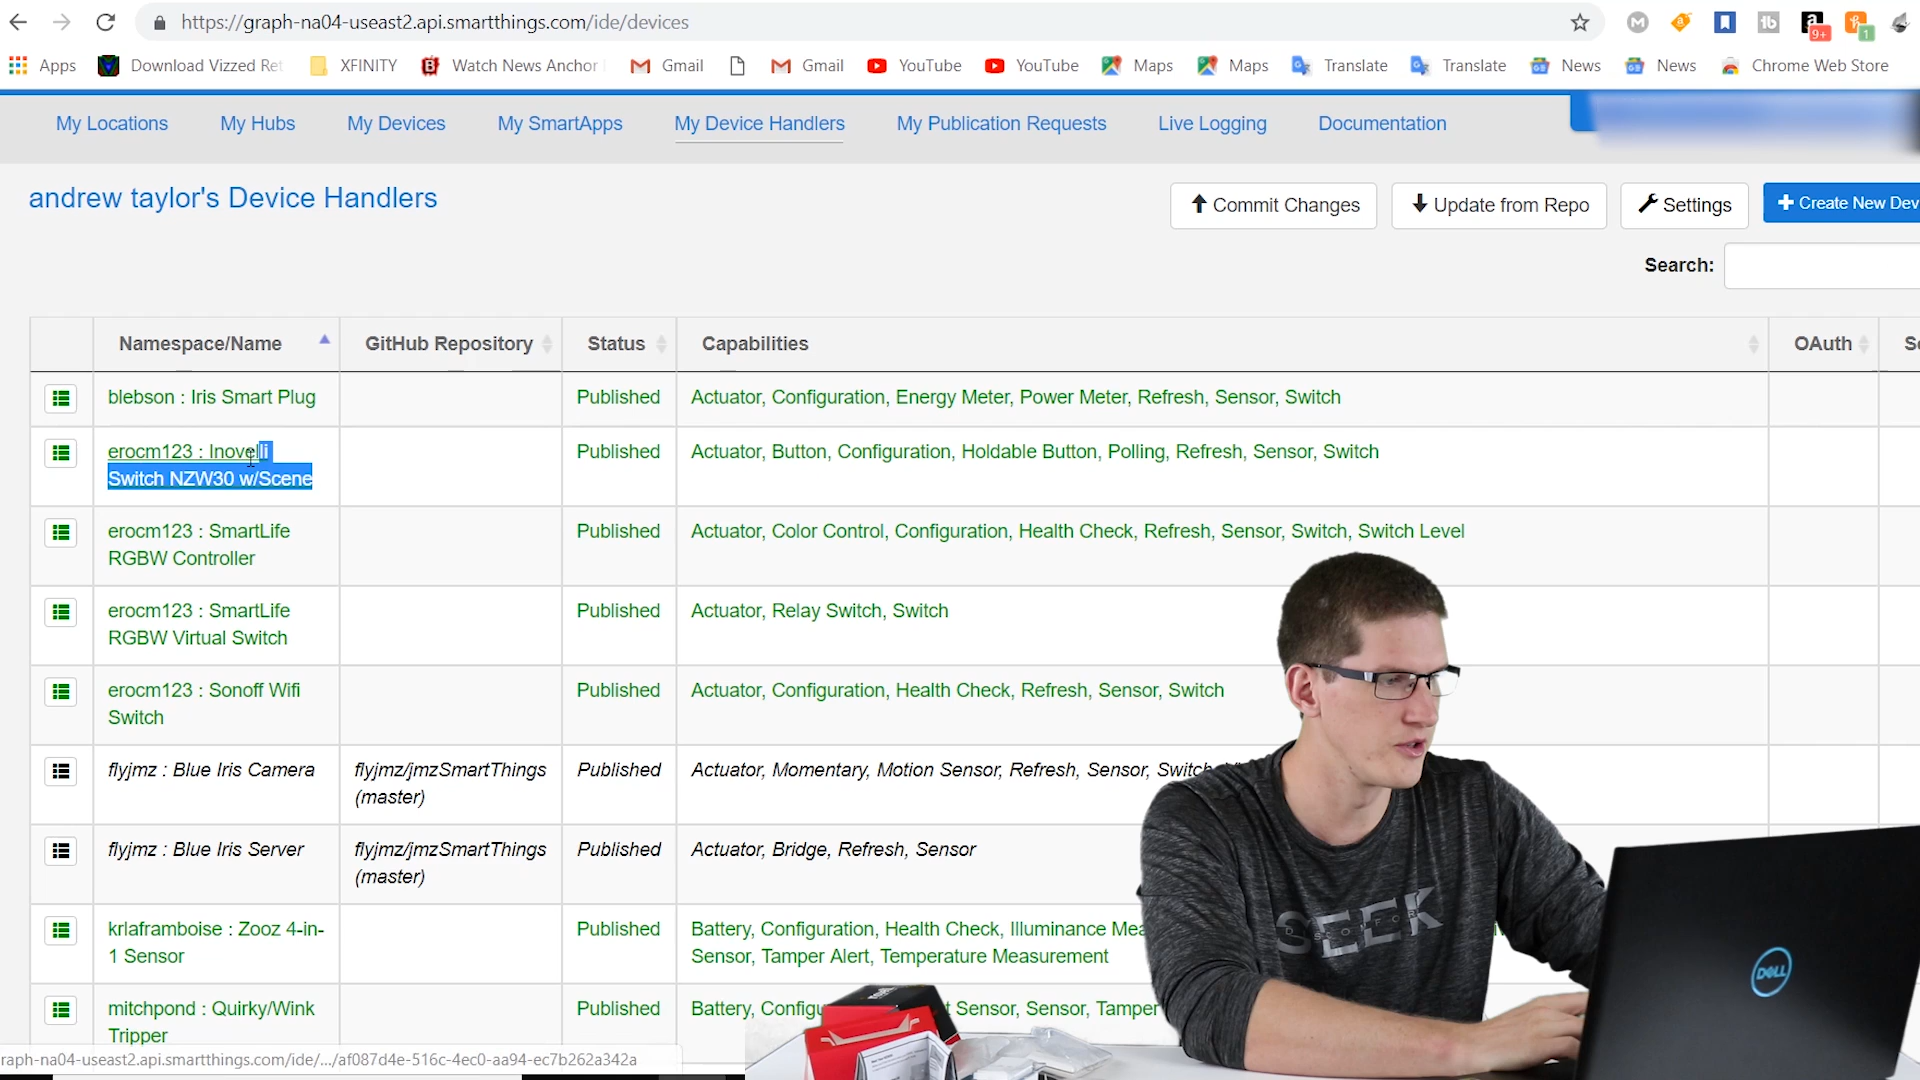 https://graph-na04-useast2.api.smartthings.com/ide/devices
9+
1
Apps Download Vizzed Ret XFINITY Watch News Anchor Gmail Gmail YouTube YouTube Maps Maps Translate Translate News News Chrome Web Store
My Locations My Hubs My Devices My SmartApps My Device Handlers My Publication Requests Live Logging Documentation
andrew taylor's Device Handlers
Commit Changes Update from Repo Settings Create New Dev
Search:
Namespace/Name GitHub Repository Status Capabilities OAuth
blebson : Iris Smart Plug Published Actuator, Configuration, Energy Meter, Power Meter, Refresh, Sensor, Switch
erocm123 : Inovelli Published Actuator, Button, Configuration, Holdable Button, Polling, Refresh, Sensor, Switch
Switch NZW30 w/Scene
erocm123 : SmartLife Published Actuator, Color Control, Configuration, Health Check, Refresh, Sensor, Switch, Switch Level
RGBW Controller
erocm123 : SmartLife Published Actuator, Relay Switch, Switch
RGBW Virtual Switch
erocm123 : Sonoff Wifi Published Actuator, Configuration, Health Check, Refresh, Sensor, Switch
Switch
flyjmz : Blue Iris Camera flyjmz/jmzSmartThings Published Actuator, Momentary, Motion Sensor, Refresh, Sensor, Switch,
(master)
flyjmz : Blue Iris Server flyjmz/jmzSmartThings Published Actuator, Bridge, Refresh, Sensor
(master)
krlaframboise : Zooz 4-in- Published Battery, Configuration, Health Check, Illuminance Mea
1 Sensor Sensor, Tamper Alert, Temperature Measurement
mitchpond : Quirky/Wink Published Battery, Configu t Sensor, Sensor, Tamper
Tripper
raph-na04-useast2.api.smartthings.com/ide/.../af087d4e-516c-4ec0-aa94-ec7b262a342a
SEEK
DISCOMFORT
DELL